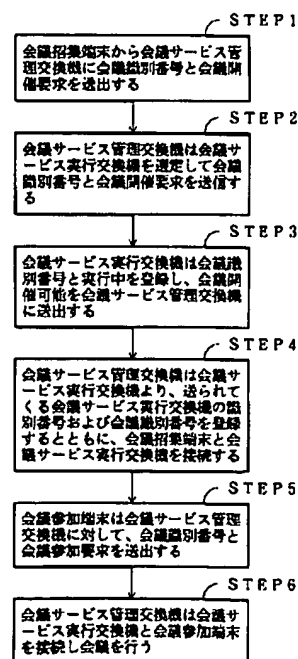 STEP1
会議招集端末から会議サービス管
理交換機に会議識別番号と会議開
催要求を送出する
STEP2
会議サービス管理交換機は会議サ
ービス実行交換機を選定して会議
識別番号と会議開催要求を送信す
る
STEP3
会議サービス実行交換機は会議識
別番号と実行中を登録し、会議開
催可能を会議サービス管理交換機
に送出する
STEP4
会議サービス管理交換機は会議サ
ービス実行交換機より、送られて
くる会議サービス実行交換機の識
別番号および会議識別番号を登録
するとともに、会議招集端末と会
議サービス実行交換機を接続する
STEP5
会議参加端末は会議サービス管理
交換機に対して、会議識別番号と
会議参加要求を送出する
STEP6
会議サービス管理交換機は会議サ
ービス実行交換機と会議参加端末
を接続し会議を行う